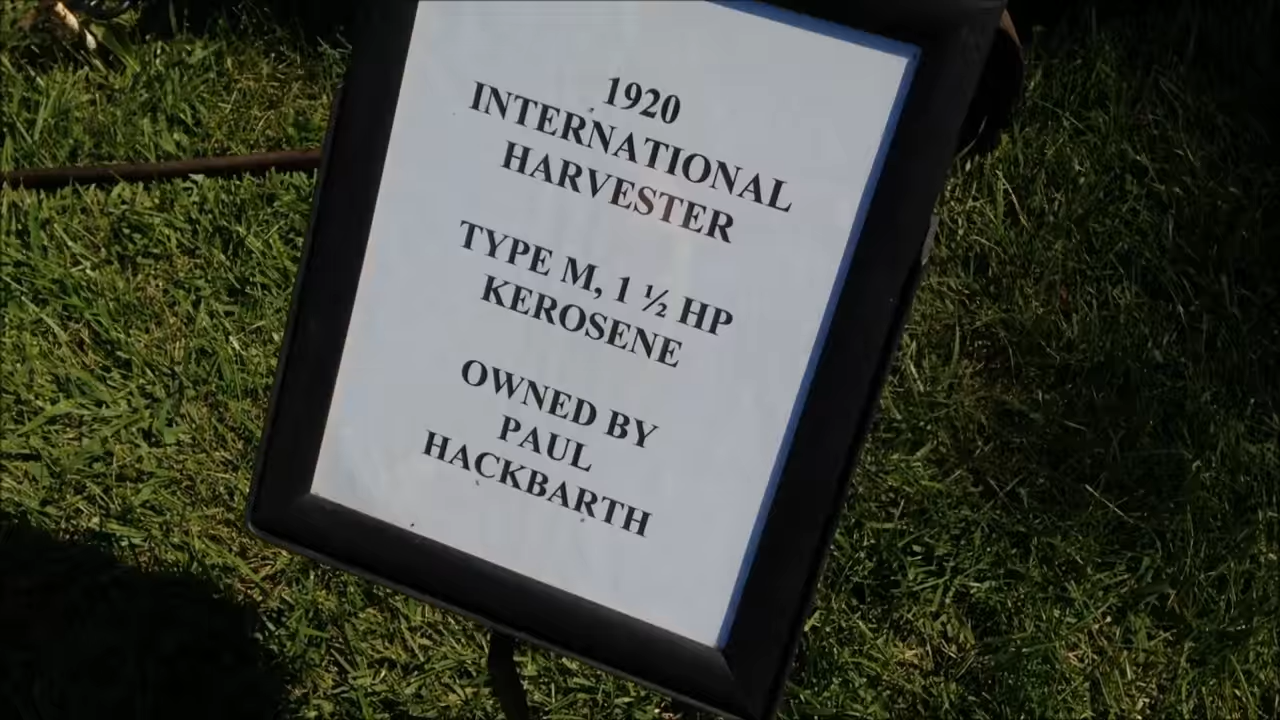 1920
INTERNATIONAL
HARVESTER
TYPE M, 1 ½ HP
KEROSENE
OWNED BY
PAUL
HACKBARTH